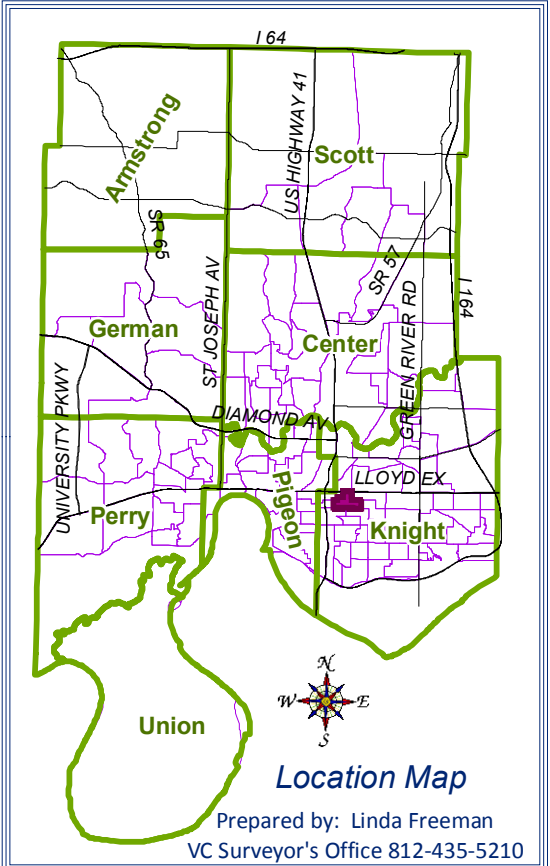 I 64
Armstrong
US HIGHWAY 41
Scott
SR 65
ST JOSEPH AV
SR 57
I 164
German
Center
GREEN RIVER RD
UNIVERSITY PKWY
DIAMOND AV
LLOYD EX
Pigeon
Perry
Knight
N
W
E
S
Union
Location Map
Prepared by: Linda Freeman
VC Surveyor's Office 812-435-5210